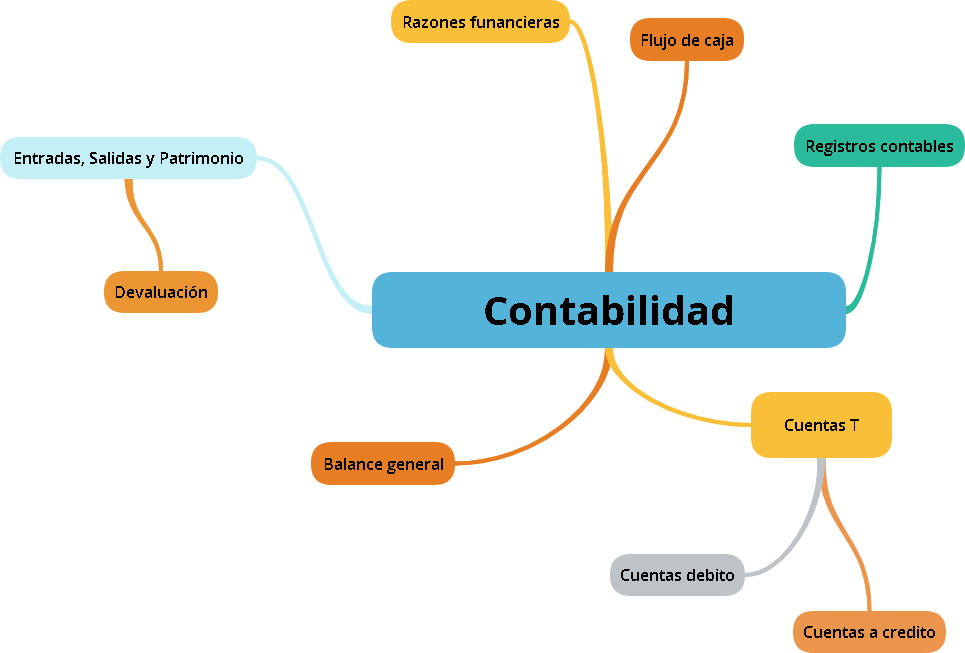 Razones funancieras
Flujo de caja
Registros contables
Entradas, Salidas y Patrimonio
Devaluación
Contabilidad
Cuentas T
Balance general
Cuentas debito
Cuentas a credito